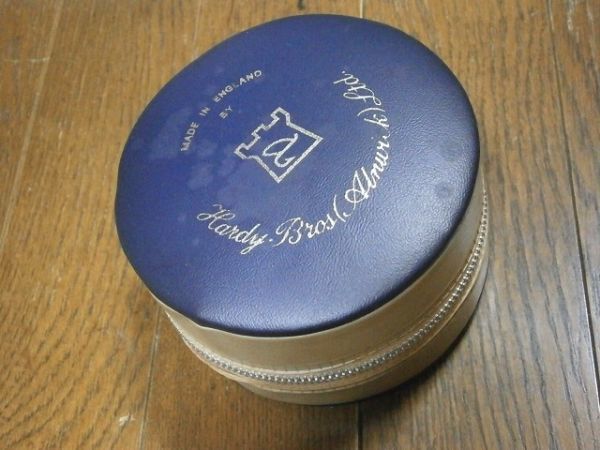 MADE IN ENGLAND
BY
a
Hardy Bros (Alnwick) Ltd.